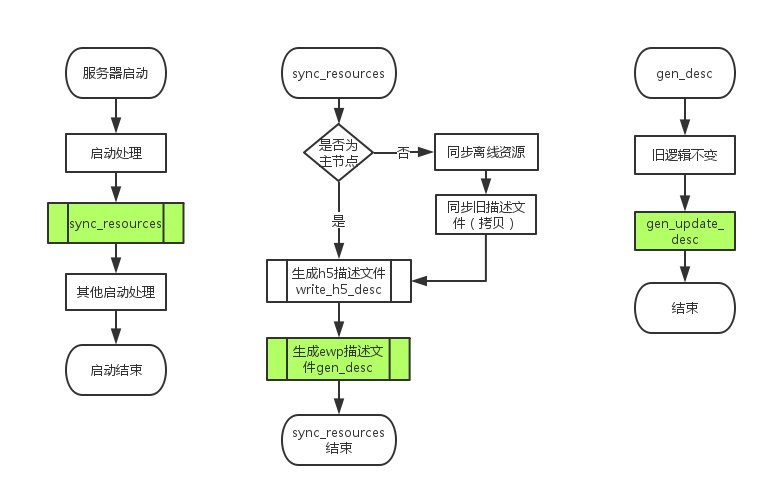 服务器启动
启动处理
sync_resources
其他启动处理
启动结束
sync_resources
是否为
主节点
否
同步离线资源
同步旧描述文
件（拷贝）
是
生成h5描述文件
write_h5_desc
生成ewp描述文
件gen_desc
sync_resources
结束
gen_desc
旧逻辑不变
gen_update_
desc
结束